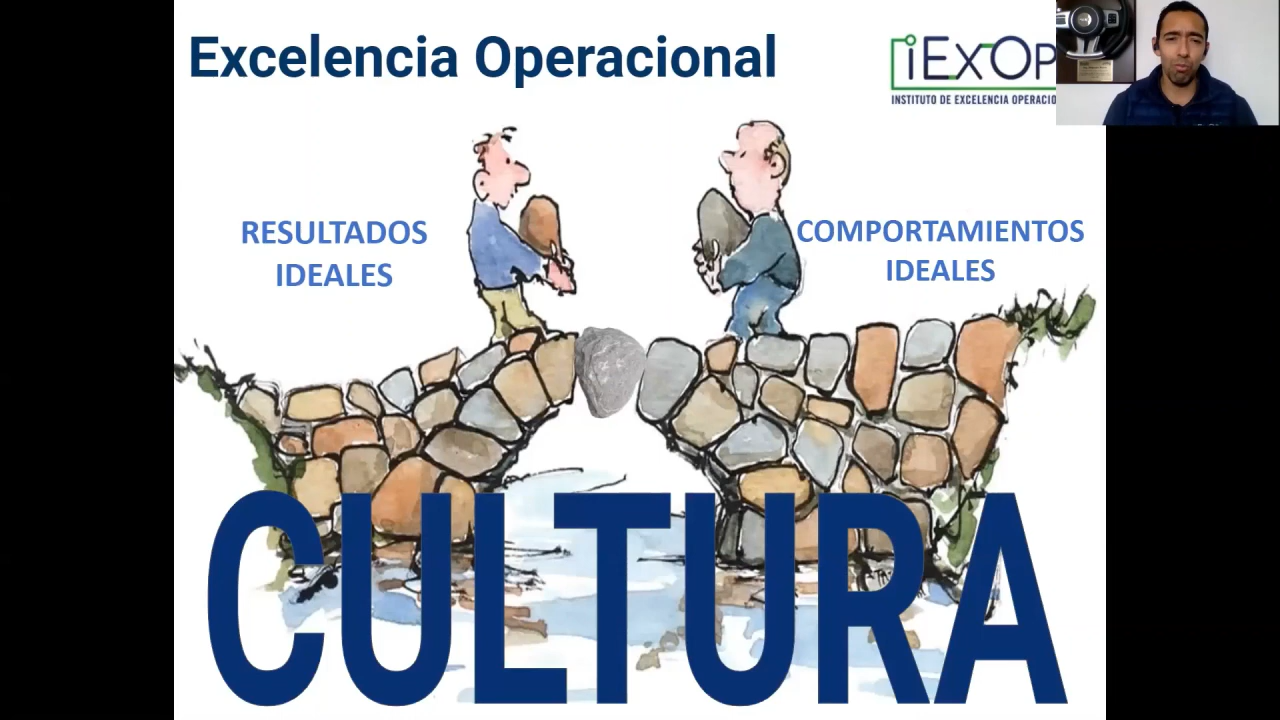 Excelencia Operacional
iExOp
INSTITUTO DE EXCELENCIA OPERACIO
RESULTADOS
IDEALES
COMPORTAMIENTOS
IDEALES
CULTURA